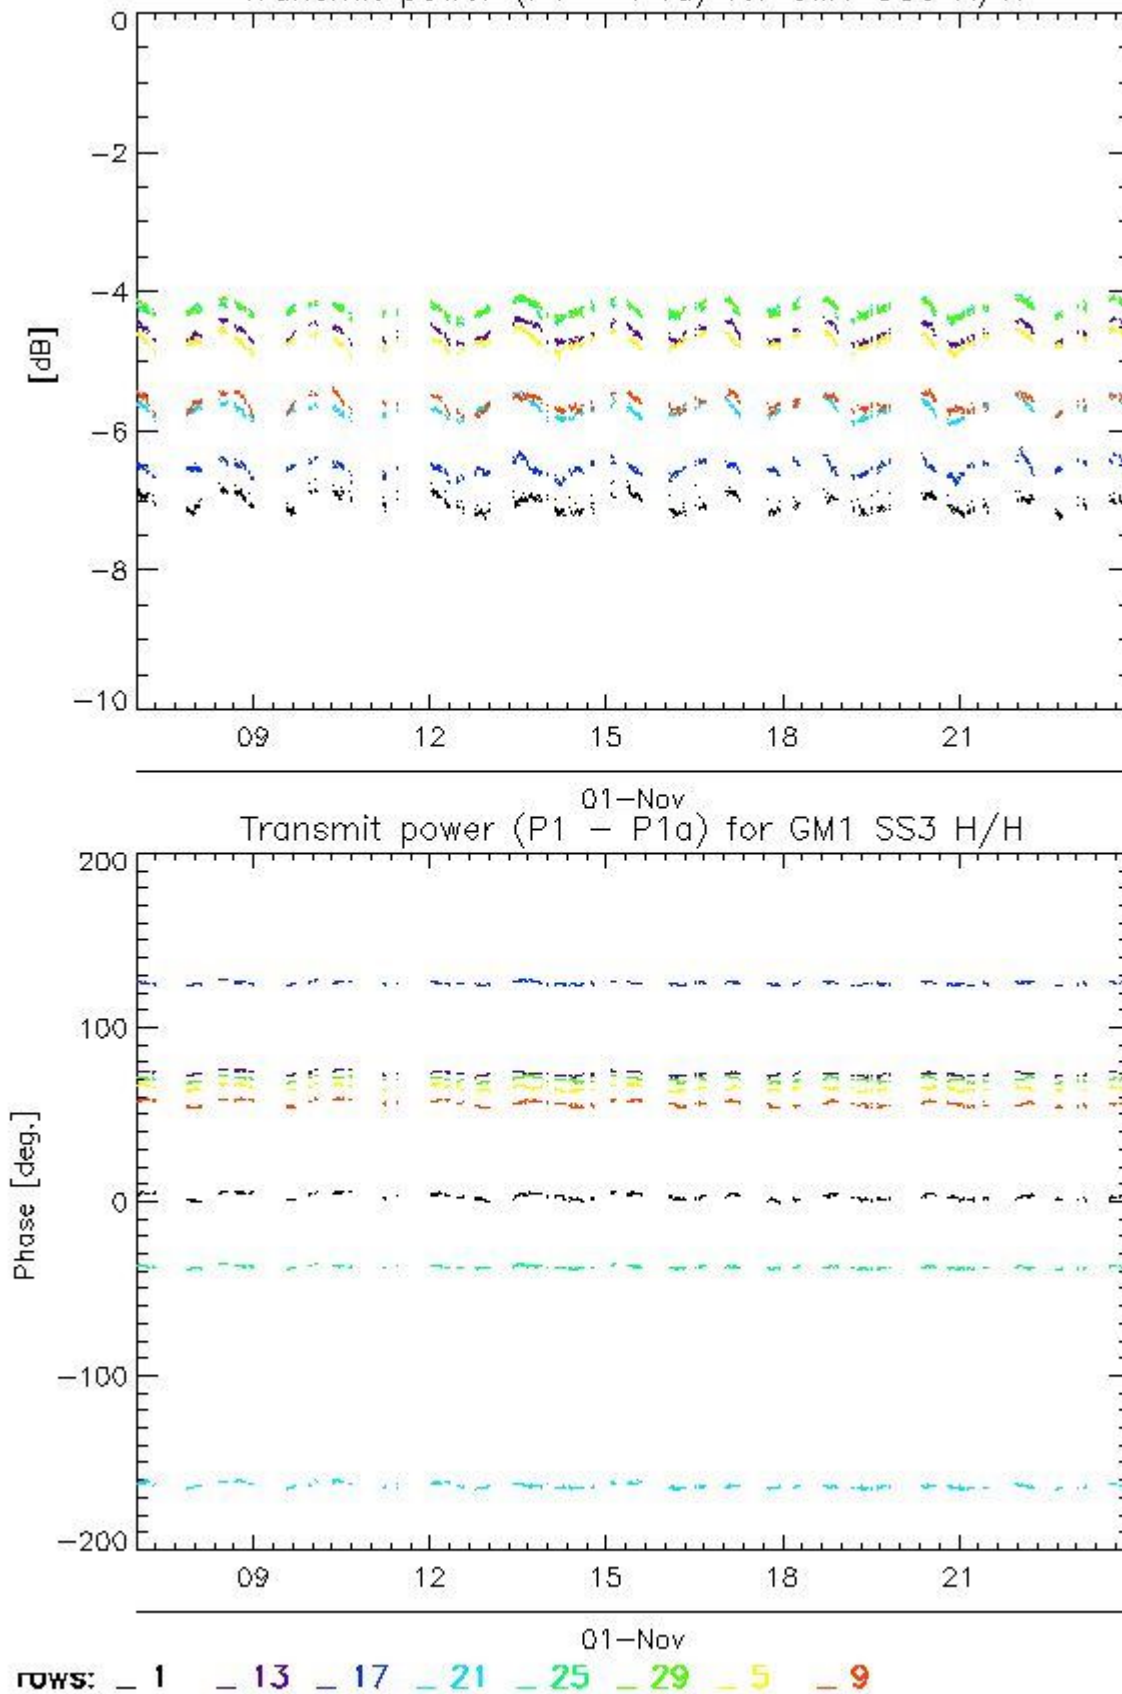 0
−2
−4
[dB]
−6
−8
−10
09 12 15 18 21
01−Nov
Transmit power (P1 − P1a) for GM1 SS3 H/H
200
100
Phase [deg.]
0
−100
−200
09 12 15 18 21
01−Nov
rows: _ 1 _ 13 _ 17 _ 21 _ 25 _ 29 _ 5 _ 9